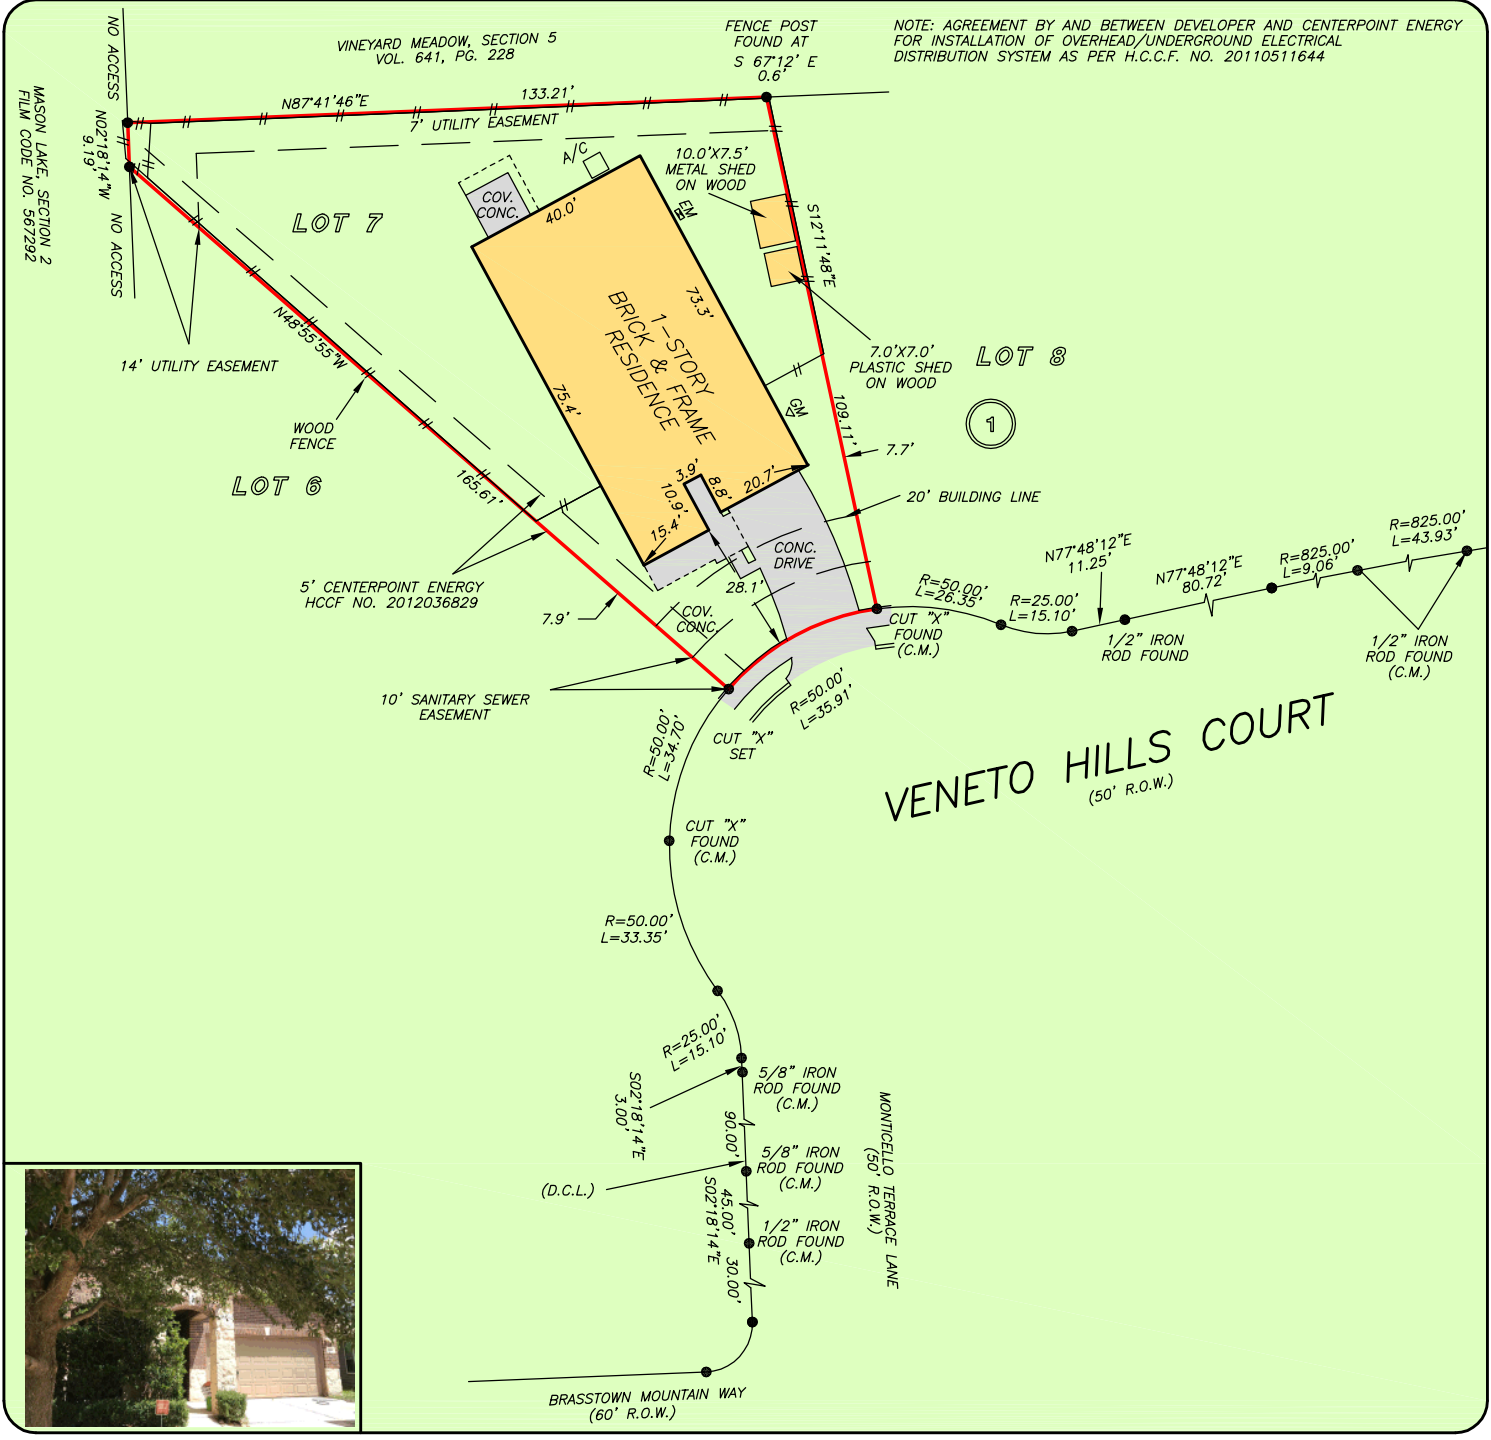 NOTE: AGREEMENT BY AND BETWEEN DEVELOPER AND CENTERPOINT ENERGY
FOR INSTALLATION OF OVERHEAD/UNDERGROUND ELECTRICAL
DISTRIBUTION SYSTEM AS PER H.C.C.F. NO. 20110511644
FENCE POST
FOUND AT
S 67°12' E
0.6'
VINEYARD MEADOW, SECTION 5
VOL. 641, PG. 228
NO ACCESS
MASON LAKE, SECTION 2
FILM CODE NO. 567292
N02°18'14"W
9.19'
NO ACCESS
N87°41'46"E
133.21'
7' UTILITY EASEMENT
A/C
10.0'X7.5'
METAL SHED
ON WOOD
COV.
CONC.
40.0'
EM
S12°11'48"E
LOT 7
73.3'
1-STORY
BRICK & FRAME
RESIDENCE
75.4'
N48°55'55"W
14' UTILITY EASEMENT
7.0'X7.0'
PLASTIC SHED
ON WOOD
LOT 8
1
GM
109.11'
7.7'
WOOD
FENCE
LOT 6
165.61'
3.9'
8.8'
20.7'
10.9'
15.4'
20' BUILDING LINE
CONC.
DRIVE
28.1'
5' CENTERPOINT ENERGY
HCCF NO. 2012036829
7.9'
COV.
CONC.
CUT "X"
FOUND
(C.M.)
R=50.00'
L=26.35'
R=25.00'
L=15.10'
N77°48'12"E
11.25'
N77°48'12"E
80.72'
R=825.00'
L=9.06'
R=825.00'
L=43.93'
1/2" IRON
ROD FOUND
1/2" IRON
ROD FOUND
(C.M.)
10' SANITARY SEWER
EASEMENT
R=50.00'
L=35.91'
CUT "X"
SET
R=50.00'
L=34.70'
VENETO HILLS COURT
(50' R.O.W.)
CUT "X"
FOUND
(C.M.)
R=50.00'
L=33.35'
R=25.00'
L=15.10'
S02°18'14"E
3.00'
5/8" IRON
ROD FOUND
(C.M.)
90.00'
5/8" IRON
ROD FOUND
(C.M.)
(D.C.L.)
45.00'
S02°18'14"E
1/2" IRON
ROD FOUND
(C.M.)
30.00'
MONTICELLO TERRACE LANE
(50' R.O.W.)
BRASSTOWN MOUNTAIN WAY
(60' R.O.W.)